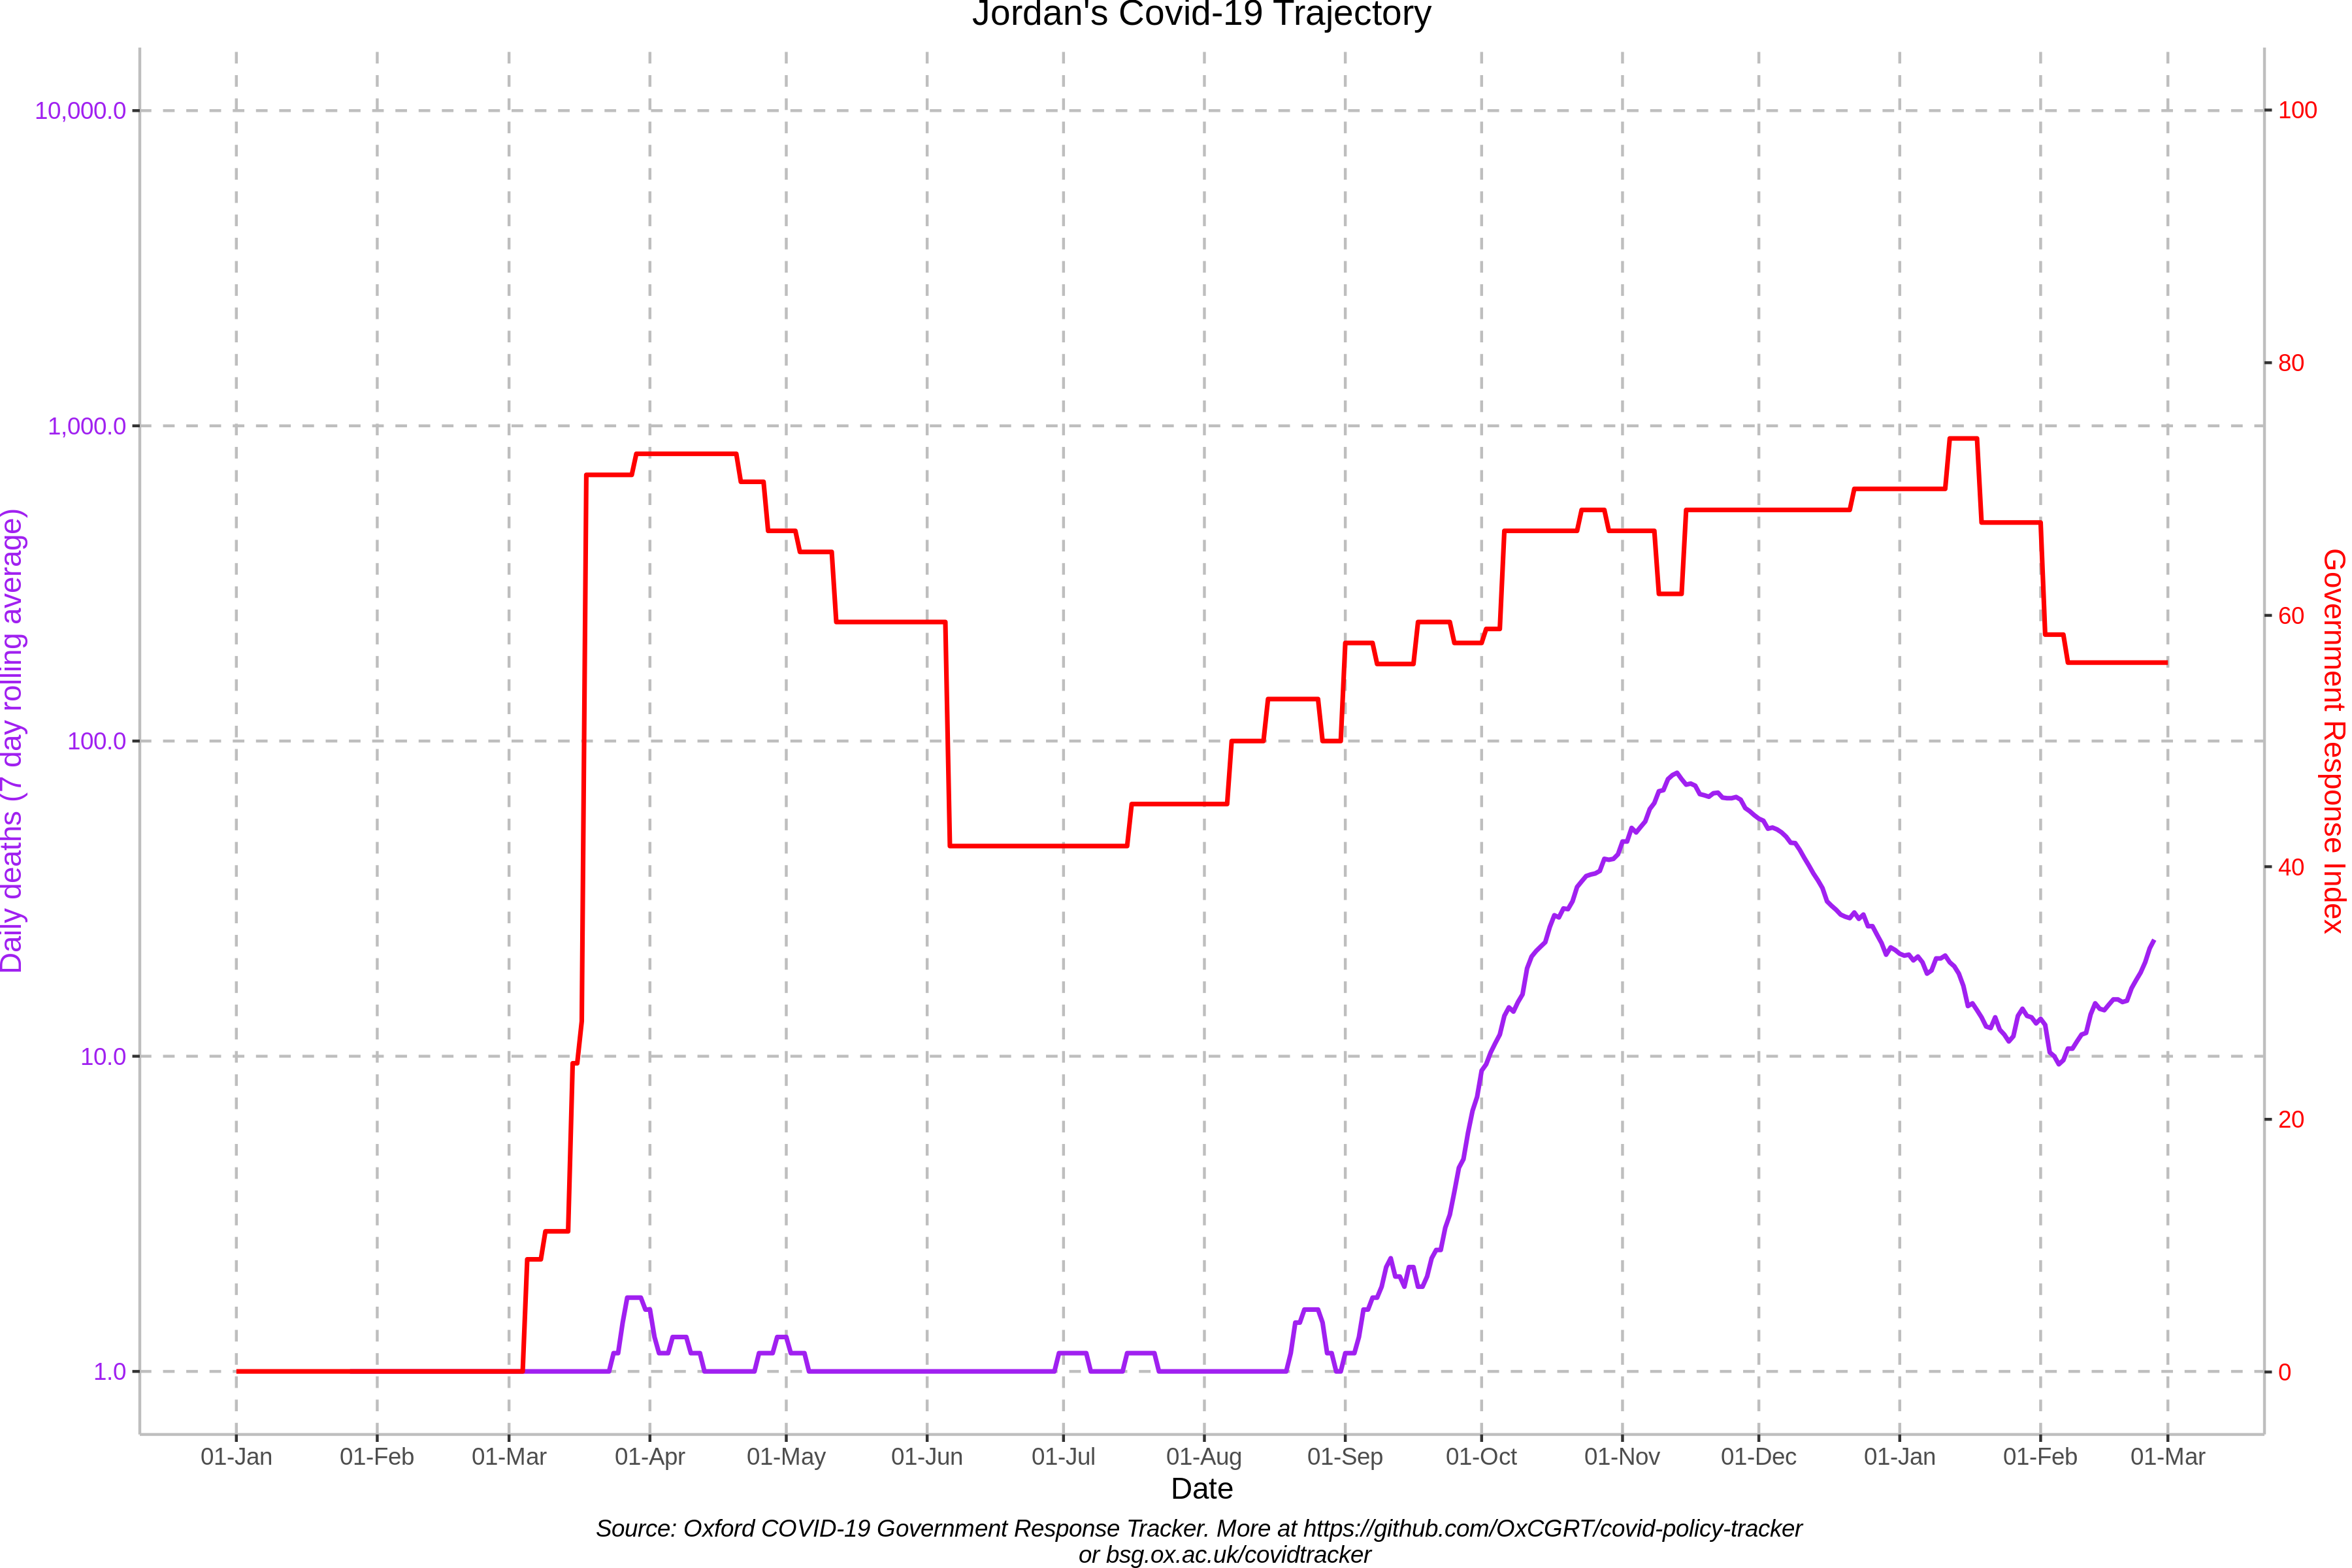 Jordan's Covid-19 Trajectory
10,000.0
1,000.0
100.0
10.0
1.0
Daily deaths (7 day rolling average)
100
80
60
40
20
0
Government Response Index
01-Jan 01-Feb 01-Mar 01-Apr 01-May 01-Jun 01-Jul 01-Aug 01-Sep 01-Oct 01-Nov 01-Dec 01-Jan 01-Feb 01-Mar
Date
Source: Oxford COVID-19 Government Response Tracker. More at https://github.com/OxCGRT/covid-policy-tracker
or bsg.ox.ac.uk/covidtracker